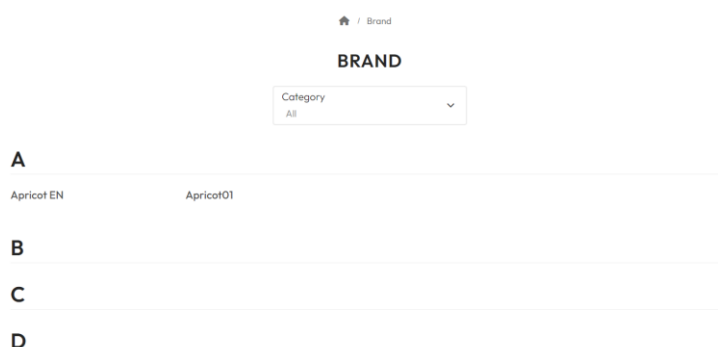 / Brand
BRAND
Category
All
A
Apricot EN Apricot01
B
C
D